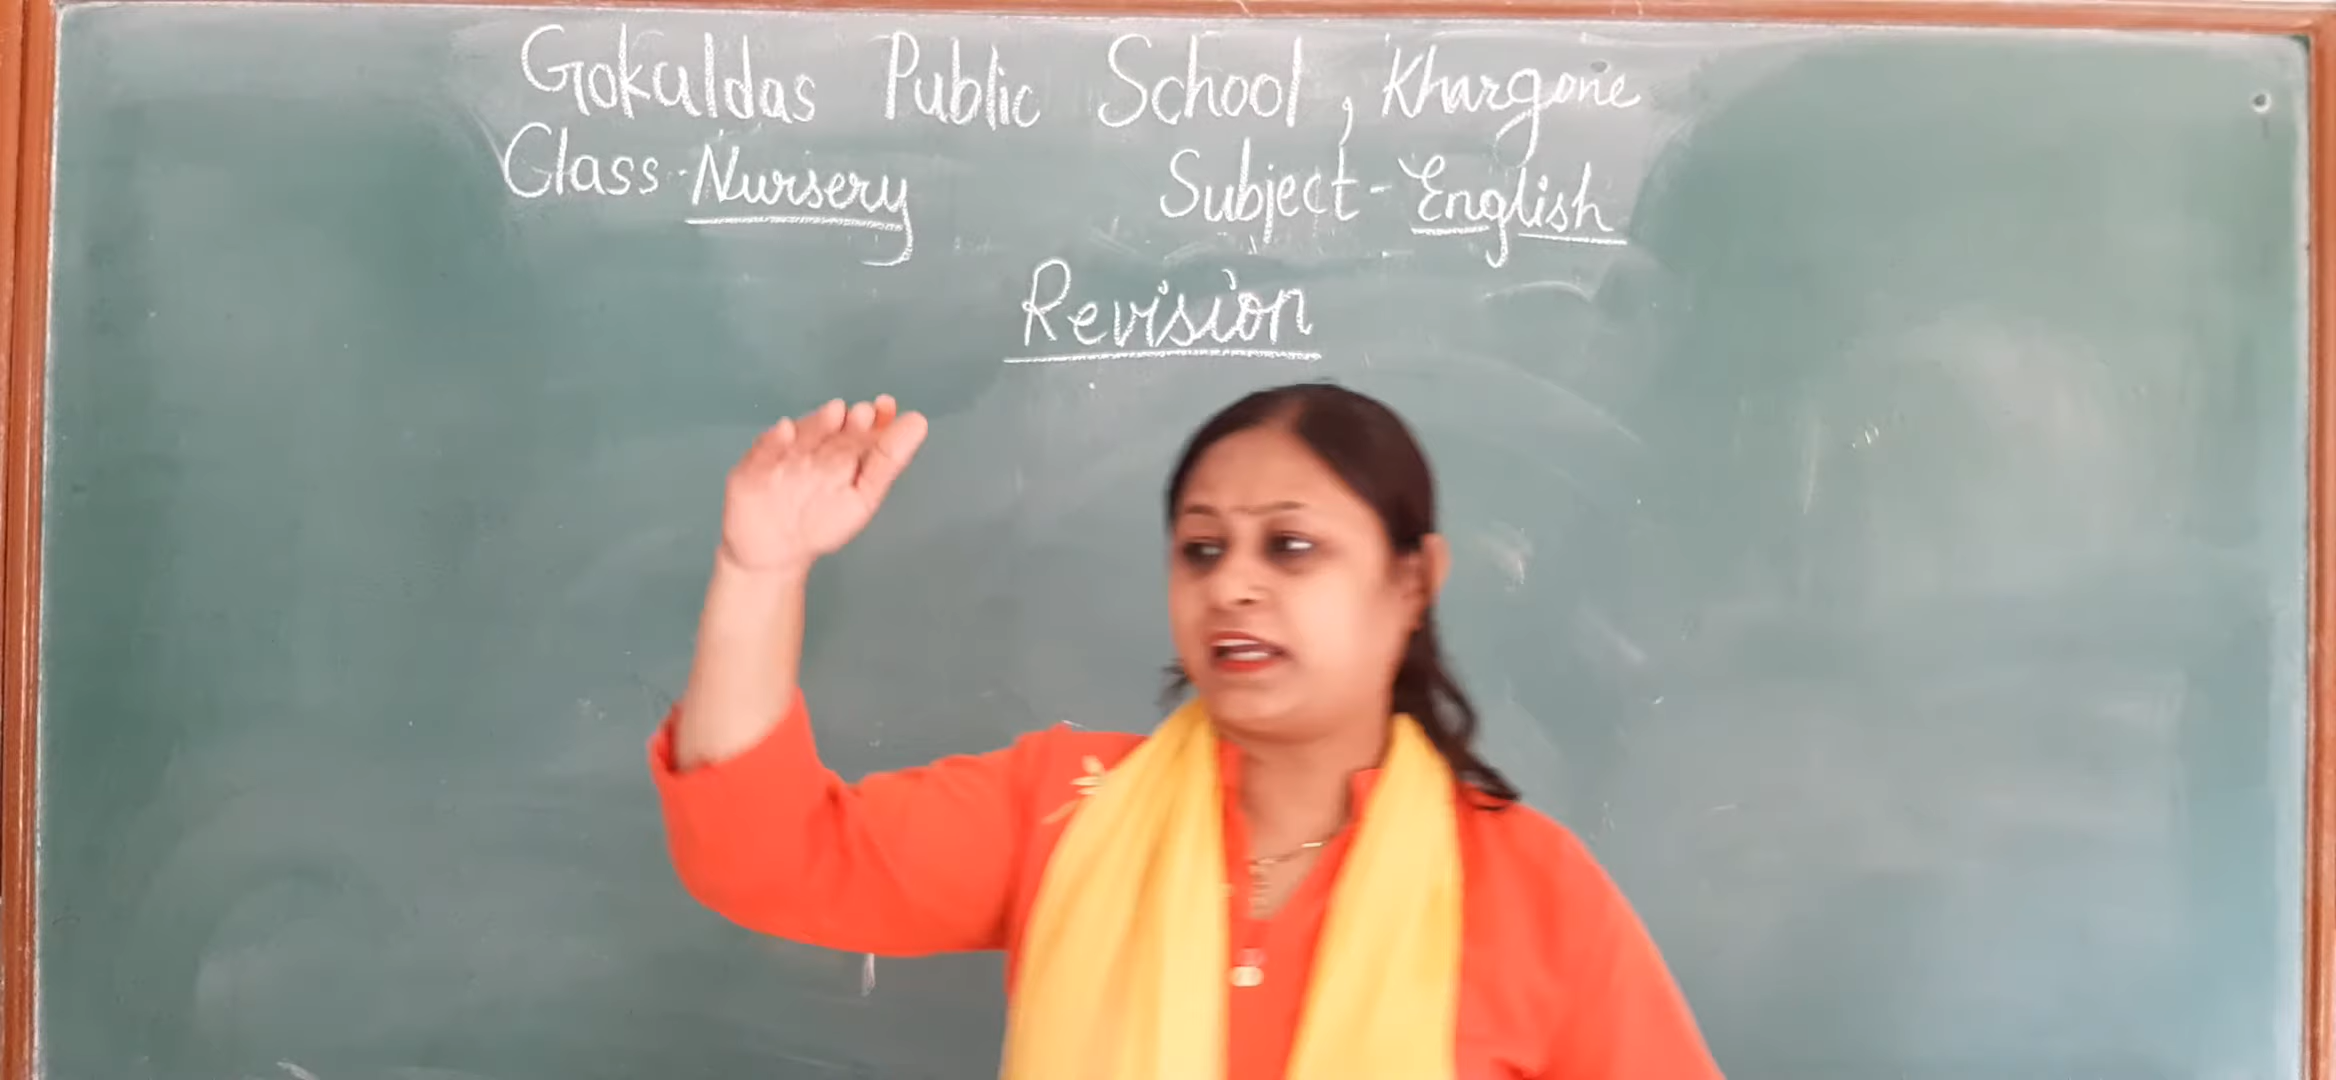 Gokuldas Public School, Khargone
Class-Nursery Subject-English
Revision